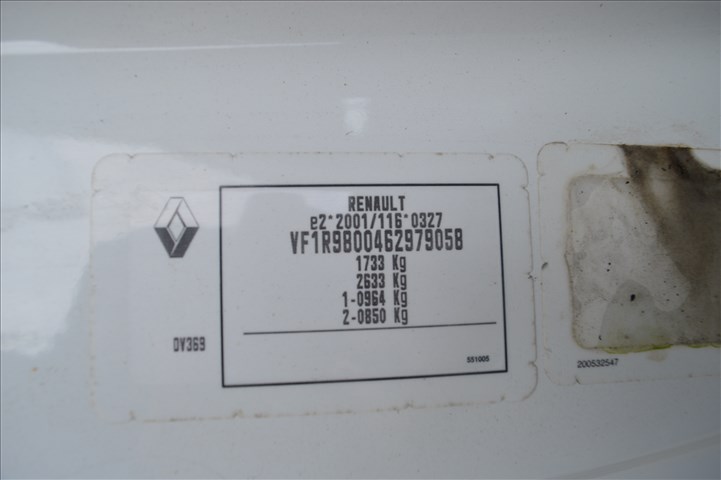 RENAULT
e2*2001/116*0327
VF1R9800462979058
1733 Kg
2633 Kg
1-0964 Kg
2-0850 Kg
DV369
551005
200532547